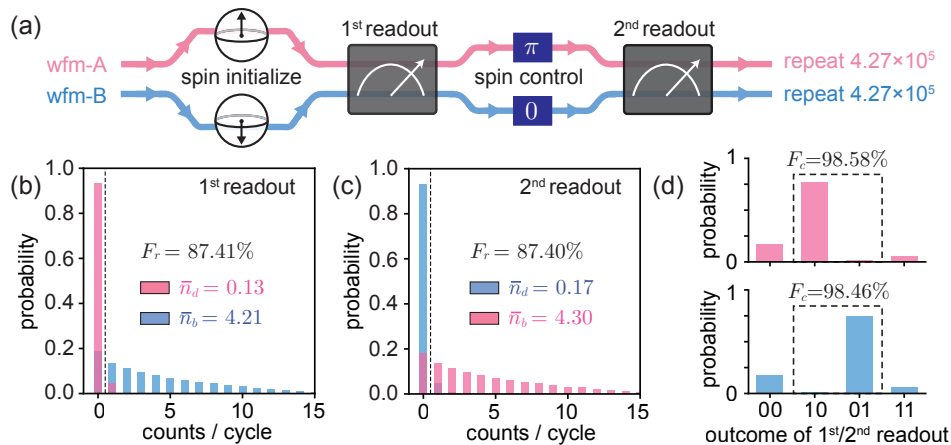 (a)
wfm-A
wfm-B
spin initialize
1st readout
π
spin control
0
2nd readout
repeat 4.27×10⁵
repeat 4.27×10⁵
(b)
1st readout
probability
1.0
0.8
0.6
0.4
0.2
0.0
F_r = 87.41%
n̅_d = 0.13
n̅_b = 4.21
0 5 10 15
counts / cycle
(c)
2nd readout
probability
1.0
0.8
0.6
0.4
0.2
0.0
F_r = 87.40%
n̅_d = 0.17
n̅_b = 4.30
0 5 10 15
counts / cycle
(d)
F_c=98.58%
probability
1
0
F_c=98.46%
probability
1
0
00 10 01 11
outcome of 1st/2nd readout